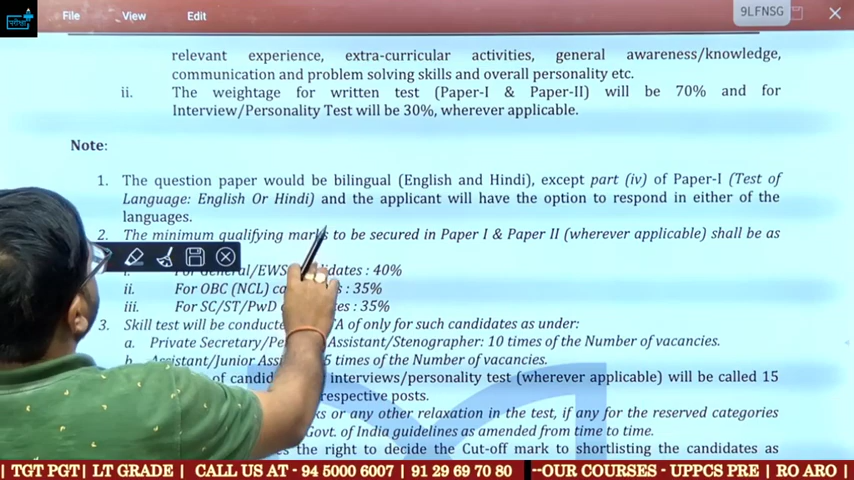 File
View
Edit
9LFNSG
परीक्षा
relevant experience, extra-curricular activities, general awareness/knowledge,
communication and problem solving skills and overall personality etc.
ii. The weightage for written test (Paper-I & Paper-II) will be 70% and for
Interview/Personality Test will be 30%, wherever applicable.
Note:
1. The question paper would be bilingual (English and Hindi), except part (iv) of Paper-I (Test of
Language: English Or Hindi) and the applicant will have the option to respond in either of the
languages.
2. The minimum qualifying marks to be secured in Paper I & Paper II (wherever applicable) shall be as
i. For General/EWS : 40%
ii. For OBC (NCL) : 35%
iii. For SC/ST/PwD : 35%
3. Skill test will be of only for such candidates as under:
a. Private Secretary/ Assistant/Stenographer: 10 times of the Number of vacancies.
b. Assistant/Junior 5 times of the Number of vacancies.
of interviews/personality test (wherever applicable) will be called 15
respective posts.
or any other relaxation in the test, if any for the reserved categories
Govt. of India guidelines as amended from time to time.
the right to decide the Cut-off mark to shortlisting the candidates as
| TGT PGT| LT GRADE | CALL US AT - 94 5000 6007 | 91 29 69 70 80 --OUR COURSES - UPPCS PRE | RO ARO |